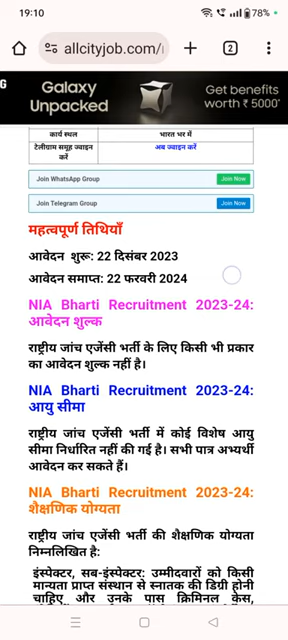 19:10
78%
allcityjob.com/
2
G
Galaxy
Unpacked
Get benefits
worth ₹ 5000*
कार्य स्थल
भारत भर में
टेलीग्राम समूह ज्वाइन करें
अब ज्वाइन करें
Join WhatsApp Group
Join Now
Join Telegram Group
Join Now
महत्वपूर्ण तिथियाँ
आवेदन शुरू: 22 दिसंबर 2023
आवेदन समाप्त: 22 फरवरी 2024
NIA Bharti Recruitment 2023-24:
आवेदन शुल्क
राष्ट्रीय जांच एजेंसी भर्ती के लिए किसी भी प्रकार
का आवेदन शुल्क नहीं है।
NIA Bharti Recruitment 2023-24:
आयु सीमा
राष्ट्रीय जांच एजेंसी भर्ती में कोई विशेष आयु
सीमा निर्धारित नहीं की गई है। सभी पात्र अभ्यर्थी
आवेदन कर सकते हैं।
NIA Bharti Recruitment 2023-24:
शैक्षणिक योग्यता
राष्ट्रीय जांच एजेंसी भर्ती की शैक्षणिक योग्यता
निम्नलिखित है:
इंस्पेक्टर, सब-इंस्पेक्टर: उम्मीदवारों को किसी
मान्यता प्राप्त संस्थान से स्नातक की डिग्री होनी
चाहिए और उनके पास क्रिमिनल केस,